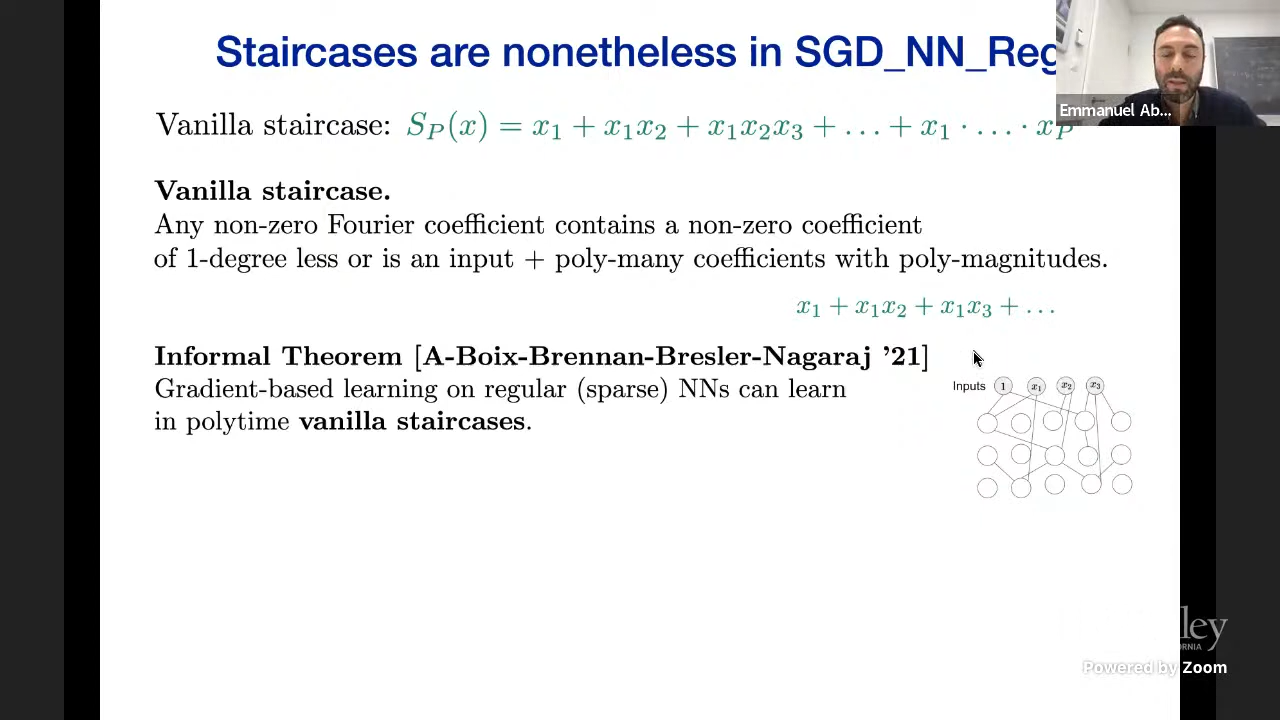 Staircases are nonetheless in SGD_NN_Reg
Emmanuel Ab...
Vanilla staircase: S_P(x) = x_1 + x_1x_2 + x_1x_2x_3 + ... + x_1 · ... · x_P
Vanilla staircase.
Any non-zero Fourier coefficient contains a non-zero coefficient
of 1-degree less or is an input + poly-many coefficients with poly-magnitudes.
x_1 + x_1x_2 + x_1x_3 + ...
Informal Theorem [A-Boix-Brennan-Bresler-Nagaraj '21]
Gradient-based learning on regular (sparse) NNs can learn
in polytime vanilla staircases.
Inputs 1 x_1 x_2 x_3
ley
ORNIA
Powered by Zoom